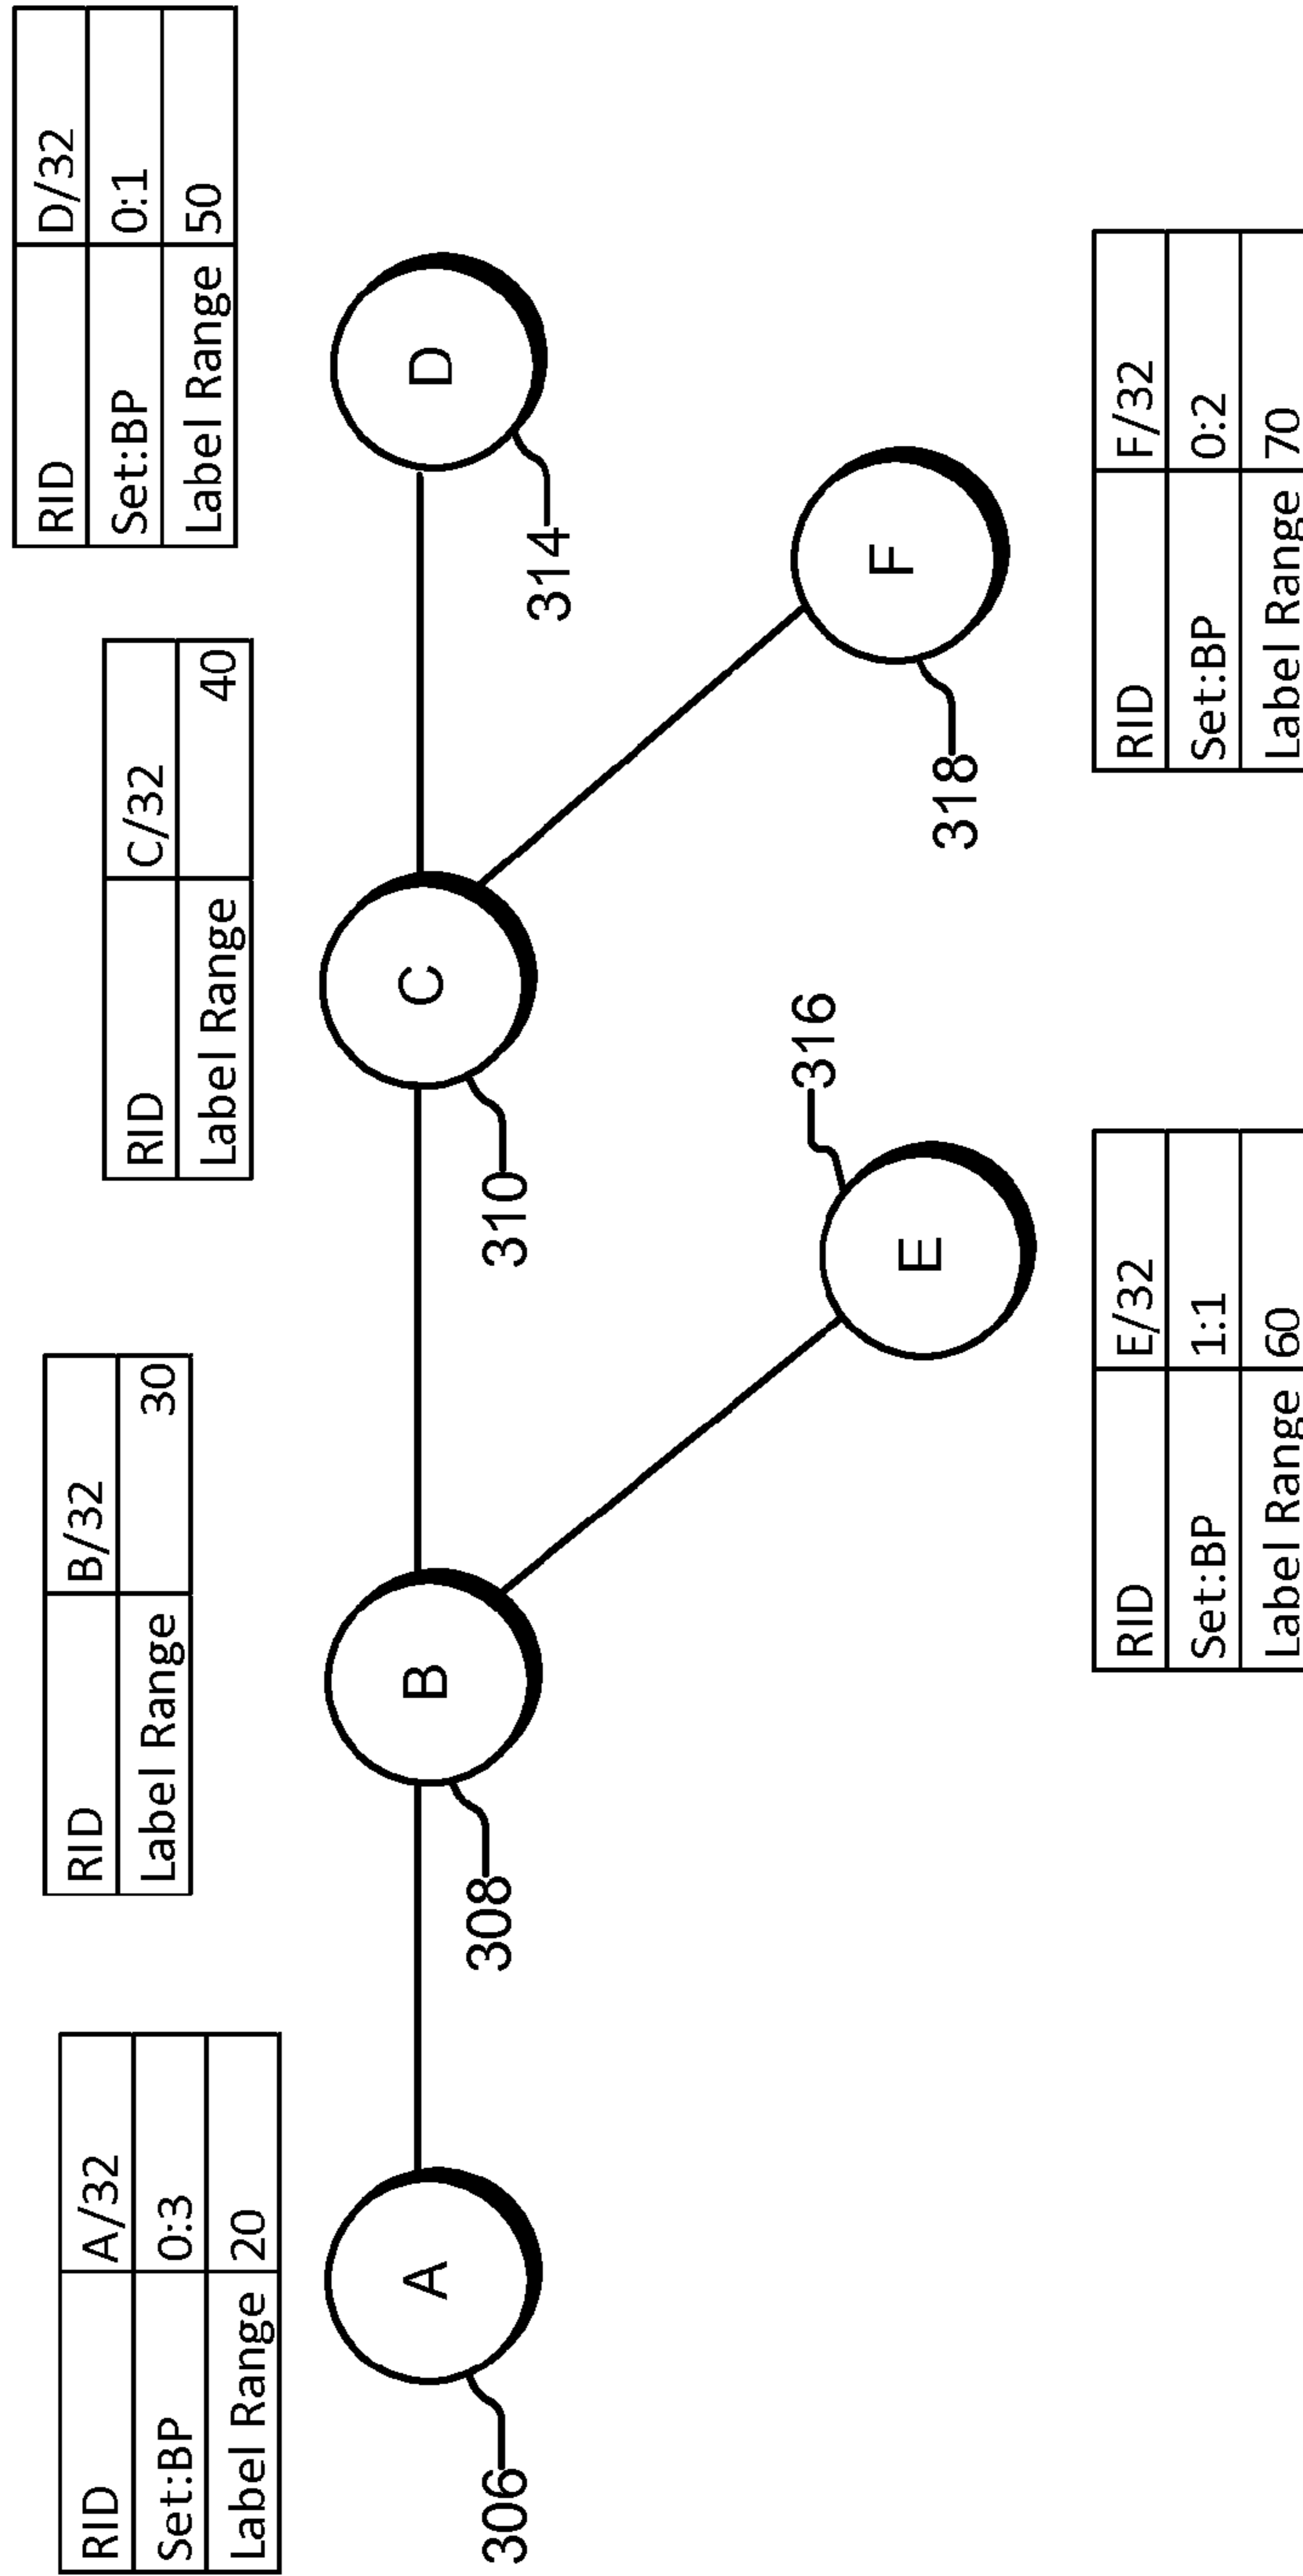 RID A/32
Set:BP 0:3
Label Range 20
RID B/32
Label Range 30
RID C/32
Label Range 40
RID D/32
Set:BP 0:1
Label Range 50
A
B
C
D
306
308
310
314
E
F
316
318
RID E/32
Set:BP 1:1
Label Range 60
RID F/32
Set:BP 0:2
Label Range 70